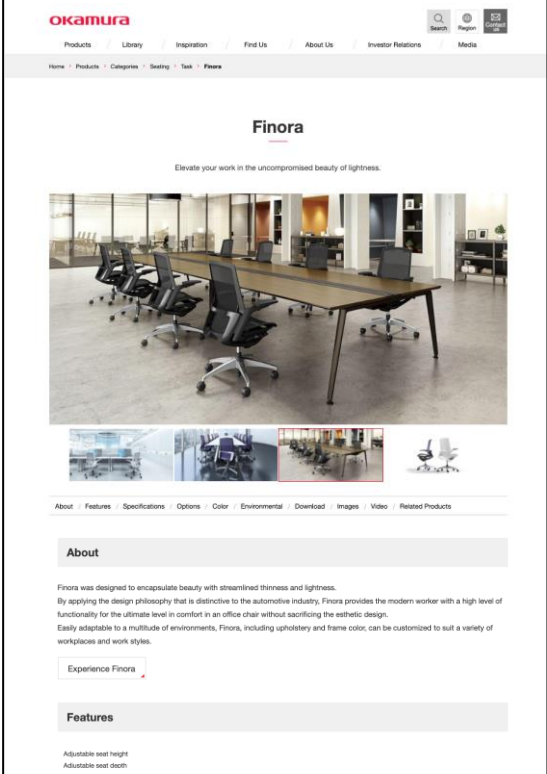 okamura
Search
Region
Contact us
Products / Library / Inspiration / Find Us / About Us / Investor Relations / Media
Home Products Categories Seating Task Finora
Finora
Elevate your work in the uncompromised beauty of lightness.
About / Features / Specifications / Options / Color / Environmental / Download / Images / Video / Related Products
About
Finora was designed to encapsulate beauty with streamlined thinness and lightness.
By applying the design philosophy that is distinctive to the automotive industry, Finora provides the modern worker with a high level of
functionality for the ultimate level in comfort in an office chair without sacrificing the esthetic design.
Easily adaptable to a multitude of environments, Finora, including upholstery and frame color, can be customized to suit a variety of
workplaces and work styles.
Experience Finora
Features
Adjustable seat height
Adjustable seat depth